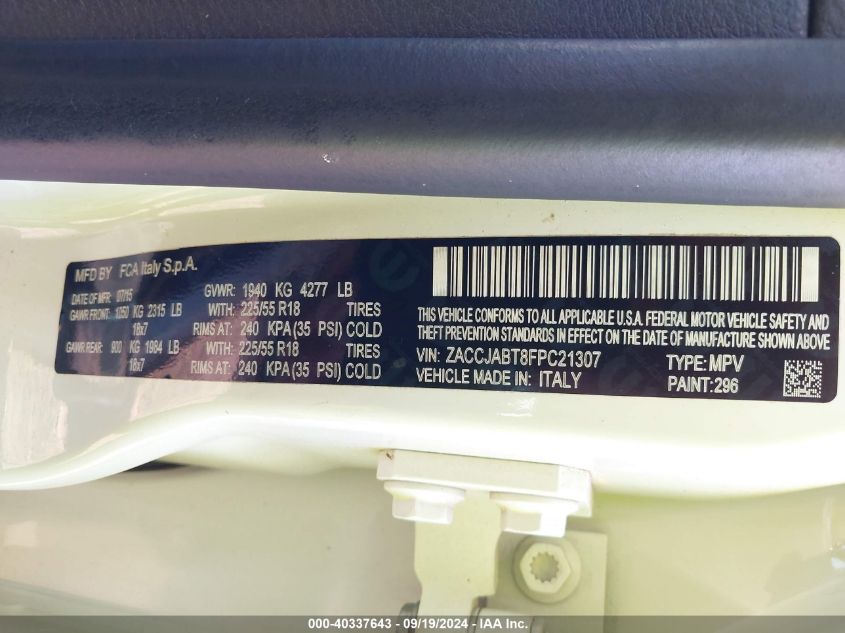 MFD BY FCA Italy S.p.A.
DATE OF MFR: 07/15 GVWR: 1940 KG 4277 LB
GAWR FRONT: 1050 KG 2315 LB WITH: 225/55 R18 TIRES
18x7 RIMS AT: 240 KPA (35 PSI) COLD
GAWR REAR: 900 KG 1984 LB WITH: 225/55 R18 TIRES
18x7 RIMS AT: 240 KPA (35 PSI) COLD
THIS VEHICLE CONFORMS TO ALL APPLICABLE U.S.A. FEDERAL MOTOR VEHICLE SAFETY AND
THEFT PREVENTION STANDARDS IN EFFECT ON THE DATE OF MANUFACTURE SHOWN ABOVE
VIN: ZACCJABT8FPC21307 TYPE: MPV
VEHICLE MADE IN: ITALY PAINT: 296
000-40337643 - 09/19/2024 - IAA Inc.